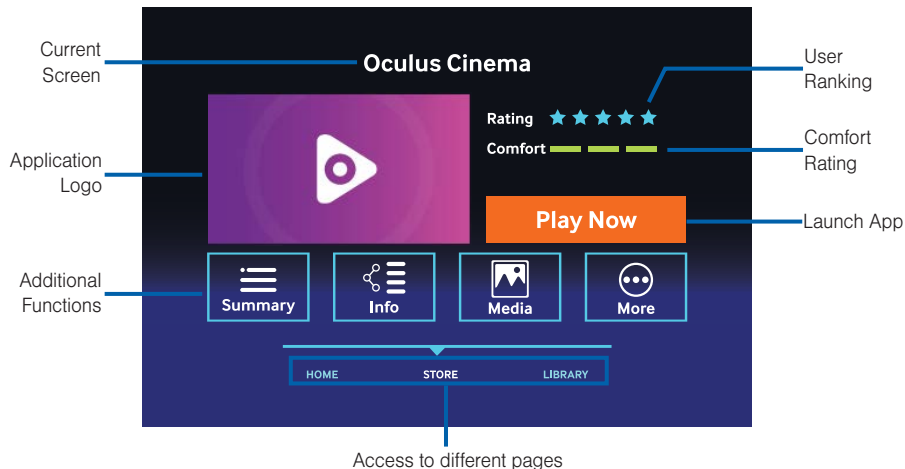 Current
Screen
Oculus Cinema
User
Ranking
Rating
Comfort
Comfort
Rating
Application
Logo
Play Now
Launch App
Additional
Functions
Summary
Info
Media
More
HOME
STORE
LIBRARY
Access to different pages